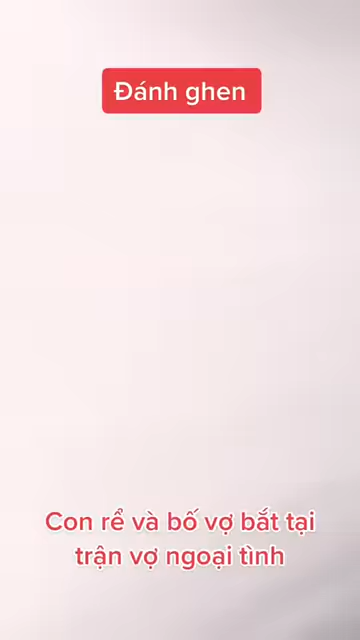 Đánh ghen
Con rể và bố vợ bắt tại
trận vợ ngoại tình